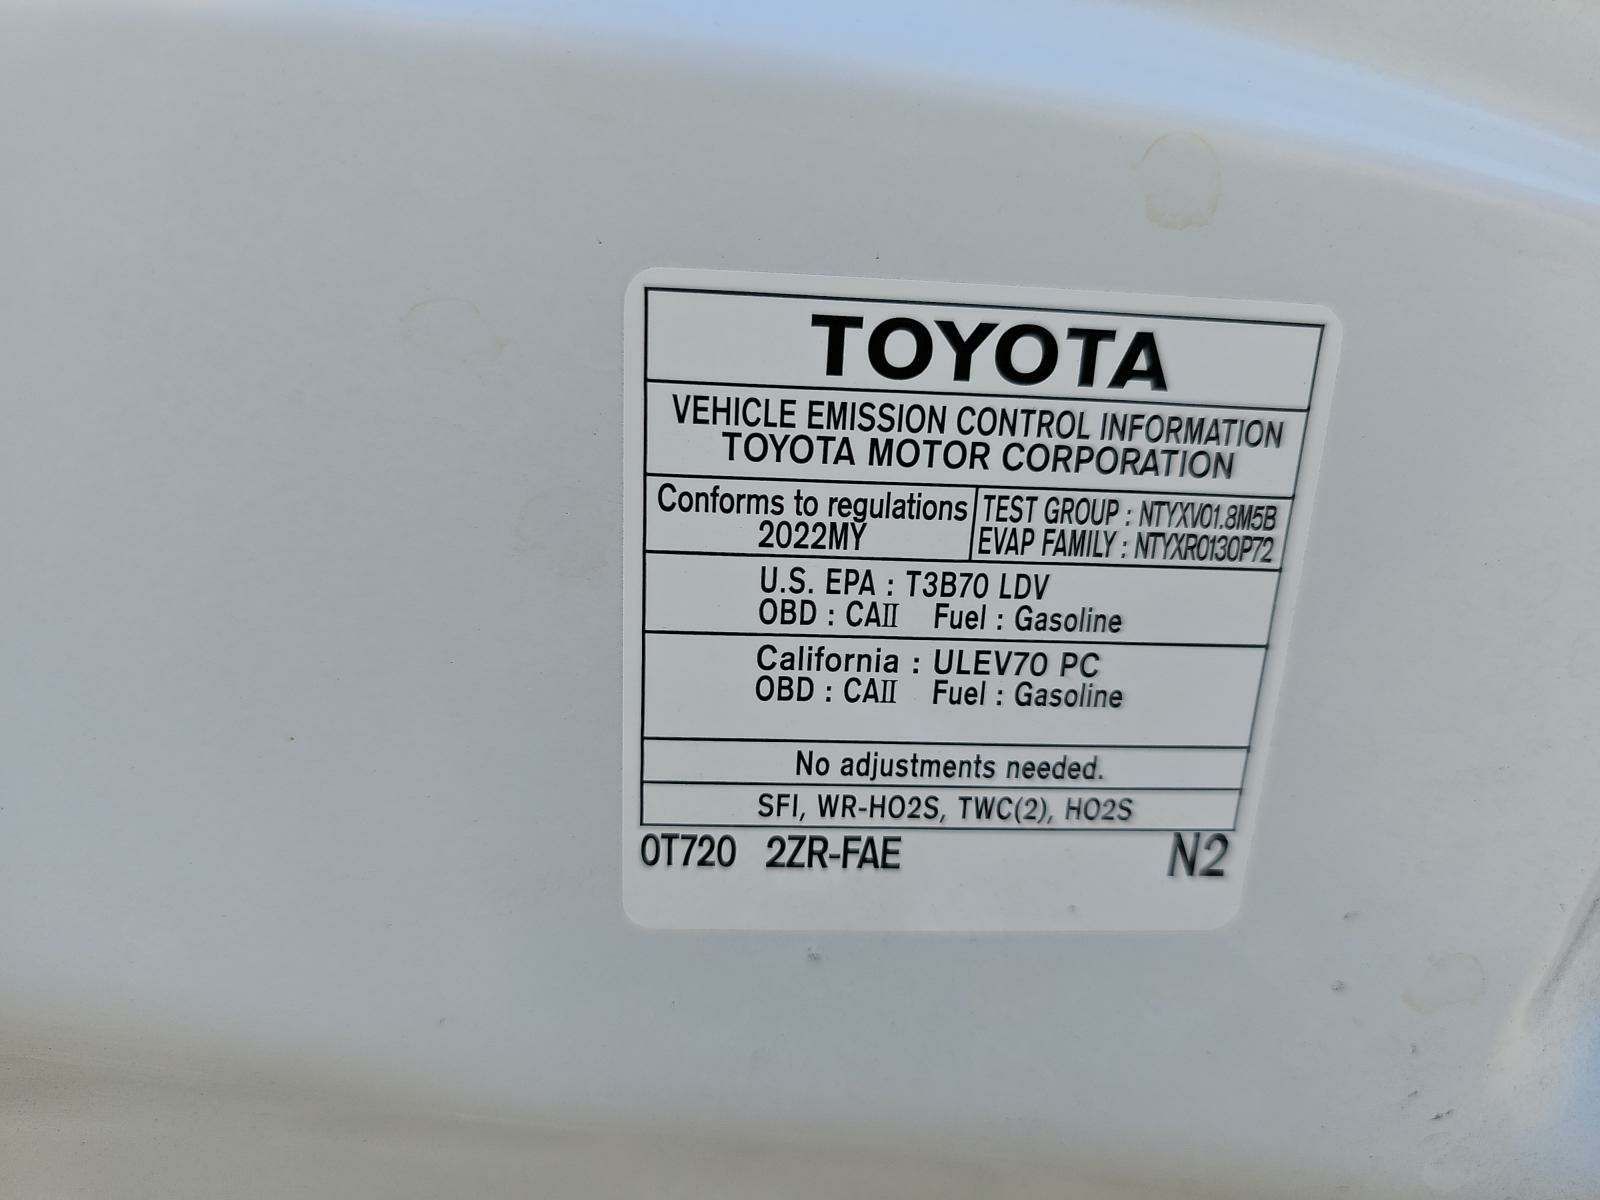 TOYOTA
VEHICLE EMISSION CONTROL INFORMATION
TOYOTA MOTOR CORPORATION
Conforms to regulations
2022MY
TEST GROUP : NTYXV01.8M5B
EVAP FAMILY : NTYXR0130P72
U.S. EPA : T3B70 LDV
OBD : CAII Fuel : Gasoline
California : ULEV70 PC
OBD : CAII Fuel : Gasoline
No adjustments needed.
SFI, WR-HO2S, TWC(2), HO2S
0T720 2ZR-FAE N2